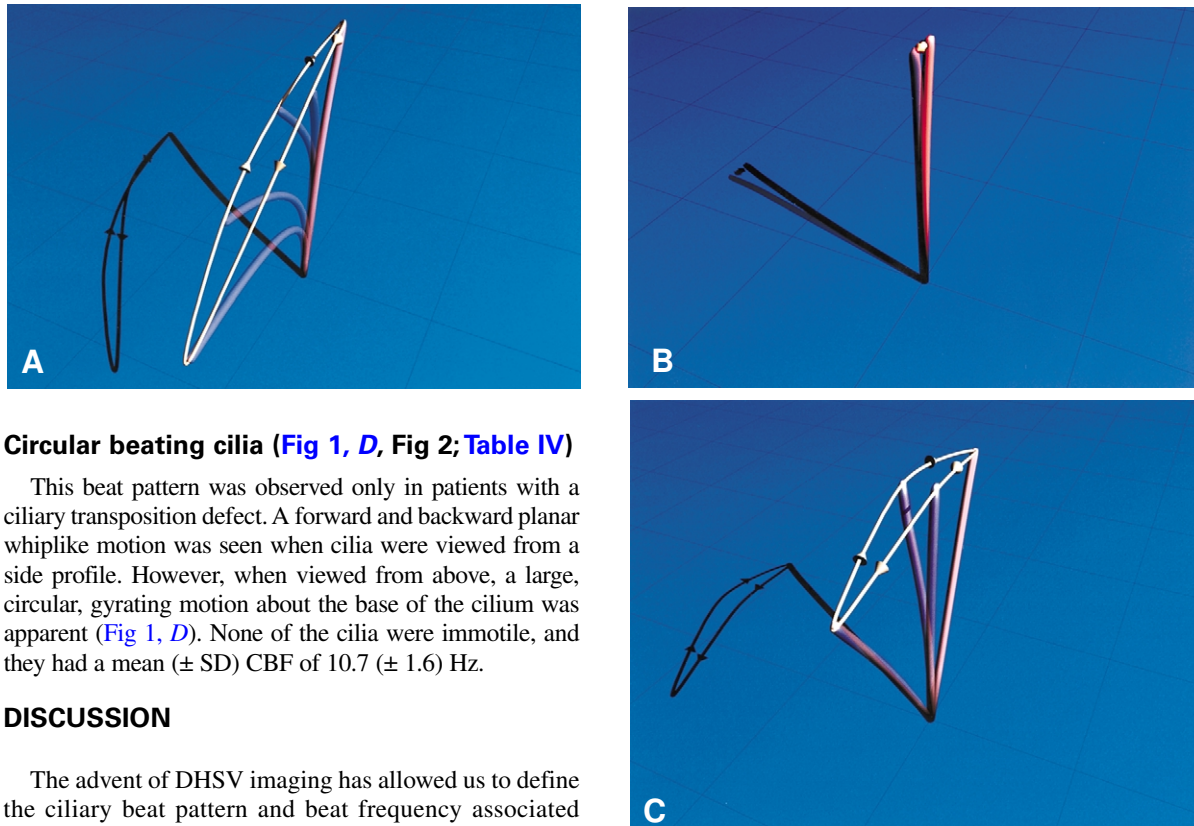 A
B
Circular beating cilia (Fig 1, D, Fig 2; Table IV)
This beat pattern was observed only in patients with a
ciliary transposition defect. A forward and backward planar
whiplike motion was seen when cilia were viewed from a
side profile. However, when viewed from above, a large,
circular, gyrating motion about the base of the cilium was
apparent (Fig 1, D). None of the cilia were immotile, and
they had a mean (± SD) CBF of 10.7 (± 1.6) Hz.
DISCUSSION
The advent of DHSV imaging has allowed us to define
the ciliary beat pattern and beat frequency associated
C